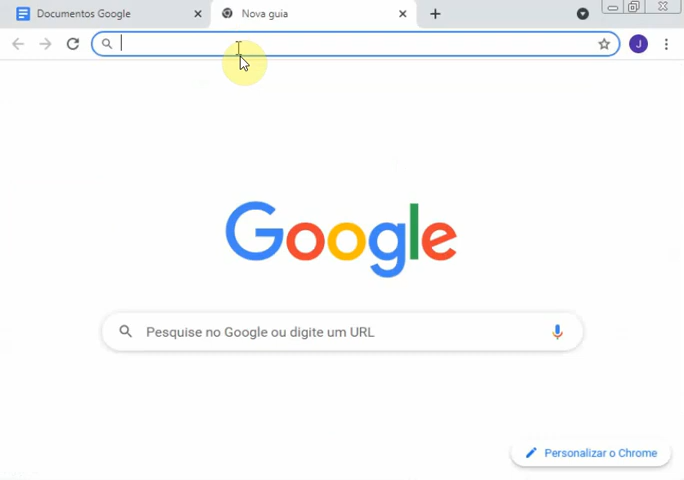 Documentos Google
Nova guia
J
Google
Pesquise no Google ou digite um URL
Personalizar o Chrome